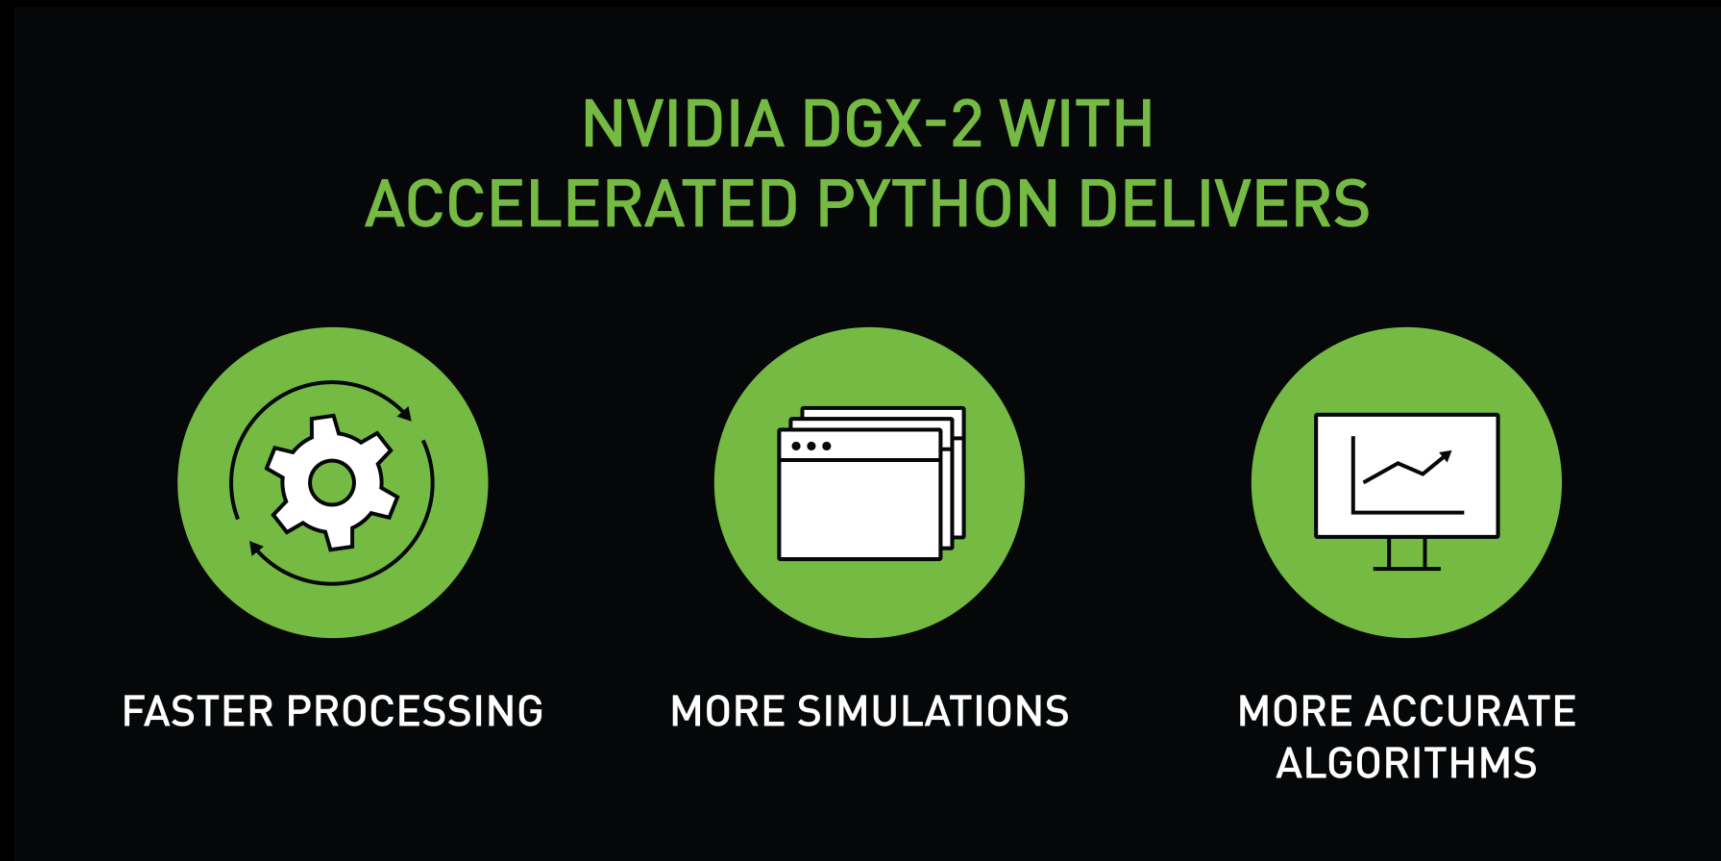 NVIDIA DGX-2 WITH
ACCELERATED PYTHON DELIVERS
FASTER PROCESSING
MORE SIMULATIONS
MORE ACCURATE
ALGORITHMS